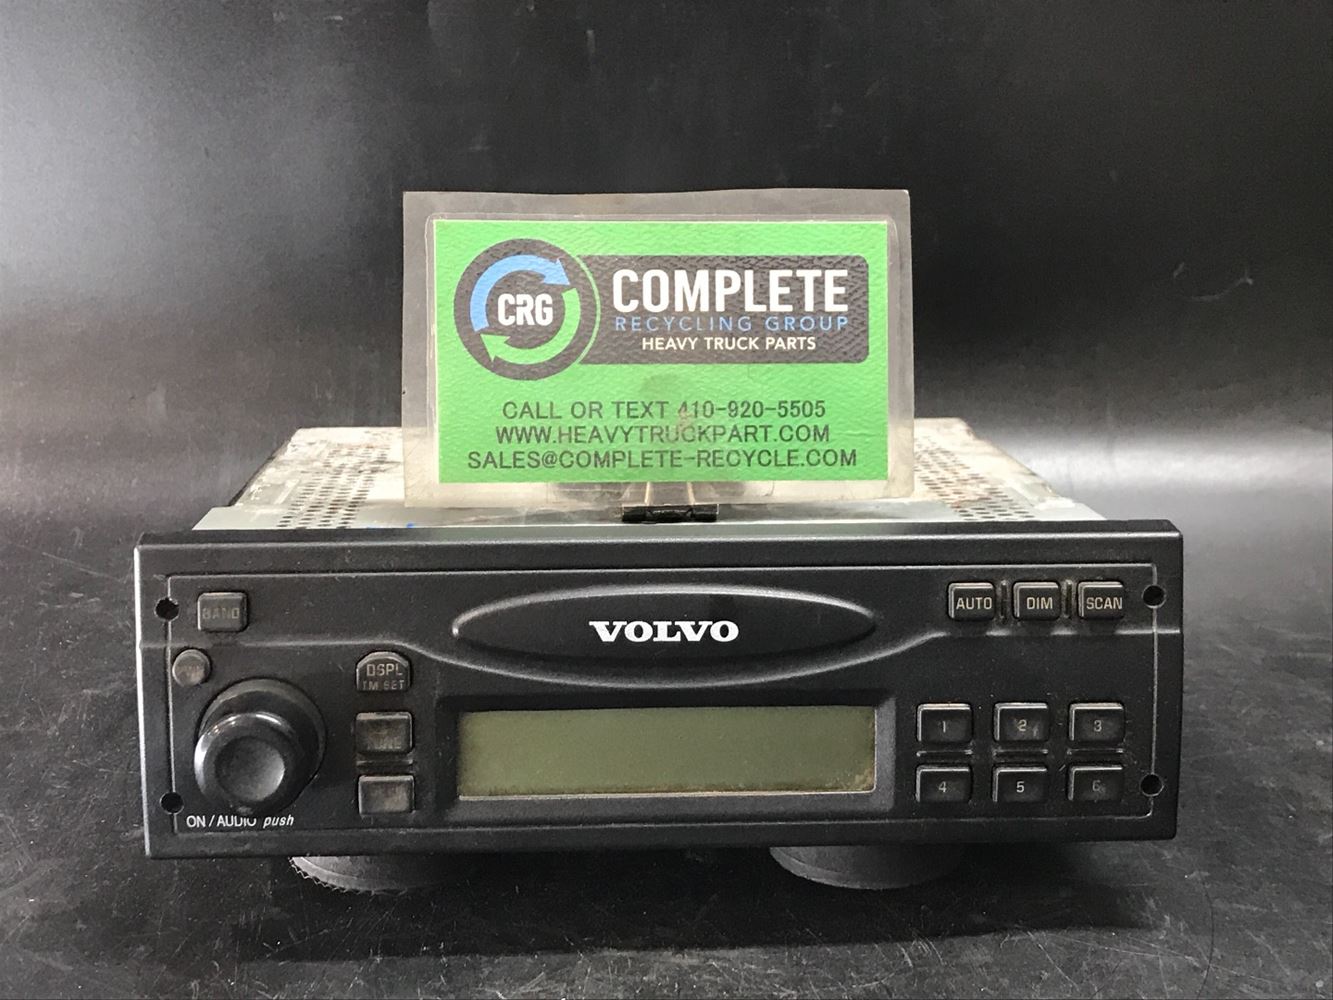 CRG
COMPLETE
RECYCLING GROUP
HEAVY TRUCK PARTS
CALL OR TEXT 410-920-5505
WWW.HEAVYTRUCKPART.COM
SALES@COMPLETE-RECYCLE.COM
BAND
VOLVO
AUTO DIM SCAN
DSPL
TM SET
1 2 3
4 5 6
ON / AUDIO push